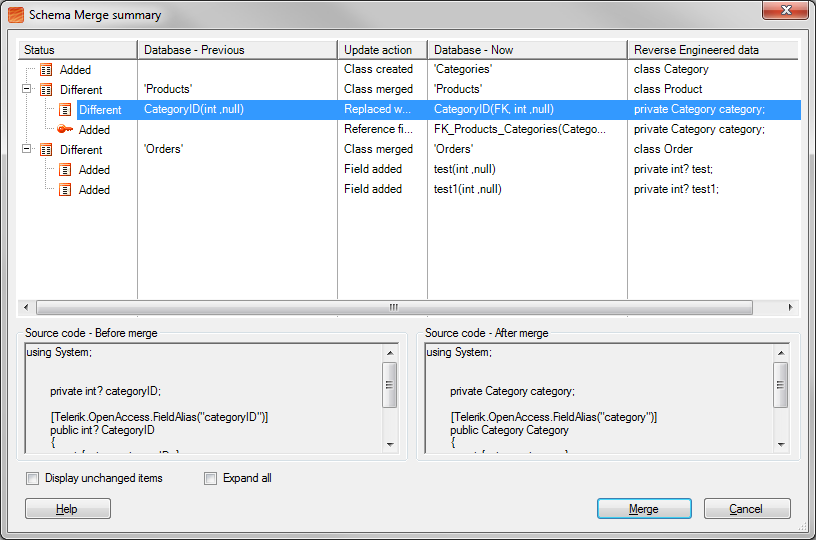 Schema Merge summary
Status Database - Previous Update action Database - Now Reverse Engineered data
Added Class created 'Categories' class Category
Different 'Products' Class merged 'Products' class Product
Different CategoryID(int ,null) Replaced w... CategoryID(FK, int ,null) private Category category;
Added Reference fi... FK_Products_Categories(Catego... private Category category;
Different 'Orders' Class merged 'Orders' class Order
Added Field added test(int ,null) private int? test;
Added Field added test1(int ,null) private int? test1;
Source code - Before merge
using System;
private int? categoryID;
[Telerik.OpenAccess.FieldAlias("categoryID")]
public int? CategoryID
{
Source code - After merge
using System;
private Category category;
[Telerik.OpenAccess.FieldAlias("category")]
public Category Category
{
Display unchanged items Expand all
Help Merge Cancel